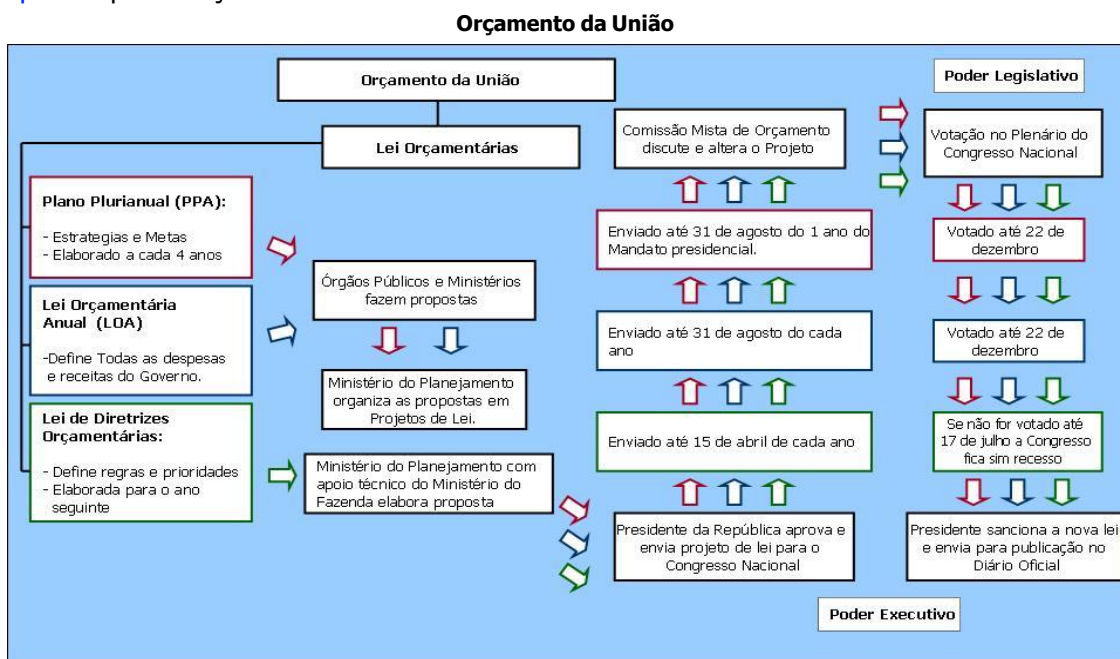 Orçamento da União
Orçamento da União
Lei Orçamentárias
Plano Plurianual (PPA):
- Estrategias e Metas
- Elaborado a cada 4 anos
Lei Orçamentária
Anual (LOA)
-Define Todas as despesas
e receitas do Governo.
Lei de Diretrizes
Orçamentárias:
- Define regras e prioridades
- Elaborada para o ano
seguinte
Órgãos Públicos e Ministérios
fazem propostas
Ministério do Planejamento
organiza as propostas em
Projetos de Lei.
Ministério do Planejamento com
apoio técnico do Ministério do
Fazenda elabora proposta
Comissão Mista de Orçamento
discute e altera o Projeto
Enviado até 31 de agosto do 1 ano do
Mandato presidencial.
Enviado até 31 de agosto do cada
ano
Enviado até 15 de abril de cada ano
Presidente da República aprova e
envia projeto de lei para o
Congresso Nacional
Poder Executivo
Poder Legislativo
Votação no Plenário do
Congresso Nacional
Votado até 22 de
dezembro
Votado até 22 de
dezembro
Se não for votado até
17 de julho a Congresso
fica sim recesso
Presidente sanciona a nova lei
e envia para publicação no
Diário Oficial